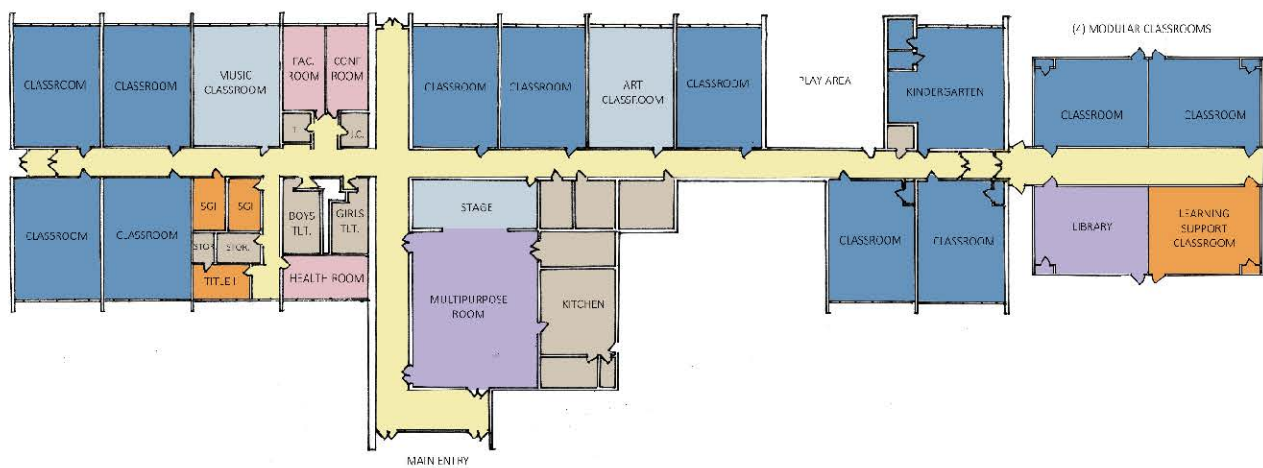 (4) MODULAR CLASSROOMS
CLASSROOM
CLASSROOM
MUSIC
CLASSROOM
FAC.
ROOM
CONF
ROOM
CLASSROOM
CLASSROOM
ART
CLASSROOM
CLASSROOM
PLAY AREA
KINDERGARTEN
CLASSROOM
CLASSROOM
T.
J.C.
CLASSROOM
CLASSROOM
SGI
SGI
BOYS
TLT.
GIRLS
TLT.
STAGE
CLASSROOM
CLASSROOM
LIBRARY
LEARNING
SUPPORT
CLASSROOM
STOR.
STOR.
TITLE I
HEALTH ROOM
MULTIPURPOSE
ROOM
KITCHEN
MAIN ENTRY